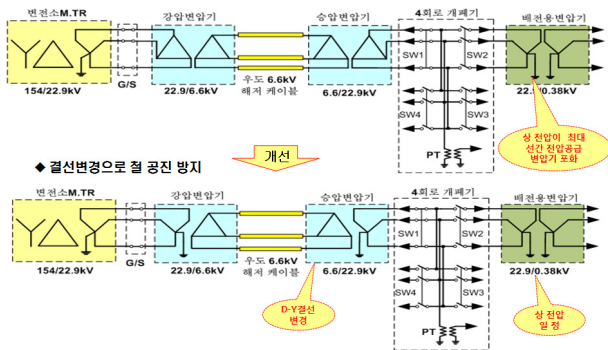 변전소M.TR
강압변압기
승압변압기
4회로 개폐기
배전용변압기
SW1
SW2
G/S
우도 6.6kV
해저 케이블
154/22.9kV
22.9/6.6kV
6.6/22.9kV
22.9/0.38kV
SW4
SW3
PT
상 전압이 최대
선간 전압공급
변압기 포화
◆ 결선변경으로 철 공진 방지
개선
변전소M.TR
강압변압기
승압변압기
4회로 개폐기
배전용변압기
SW1
SW2
G/S
우도 6.6kV
해저 케이블
154/22.9kV
22.9/6.6kV
6.6/22.9kV
22.9/0.38kV
SW4
SW3
PT
D-Y결선
변경
상 전압
일 정